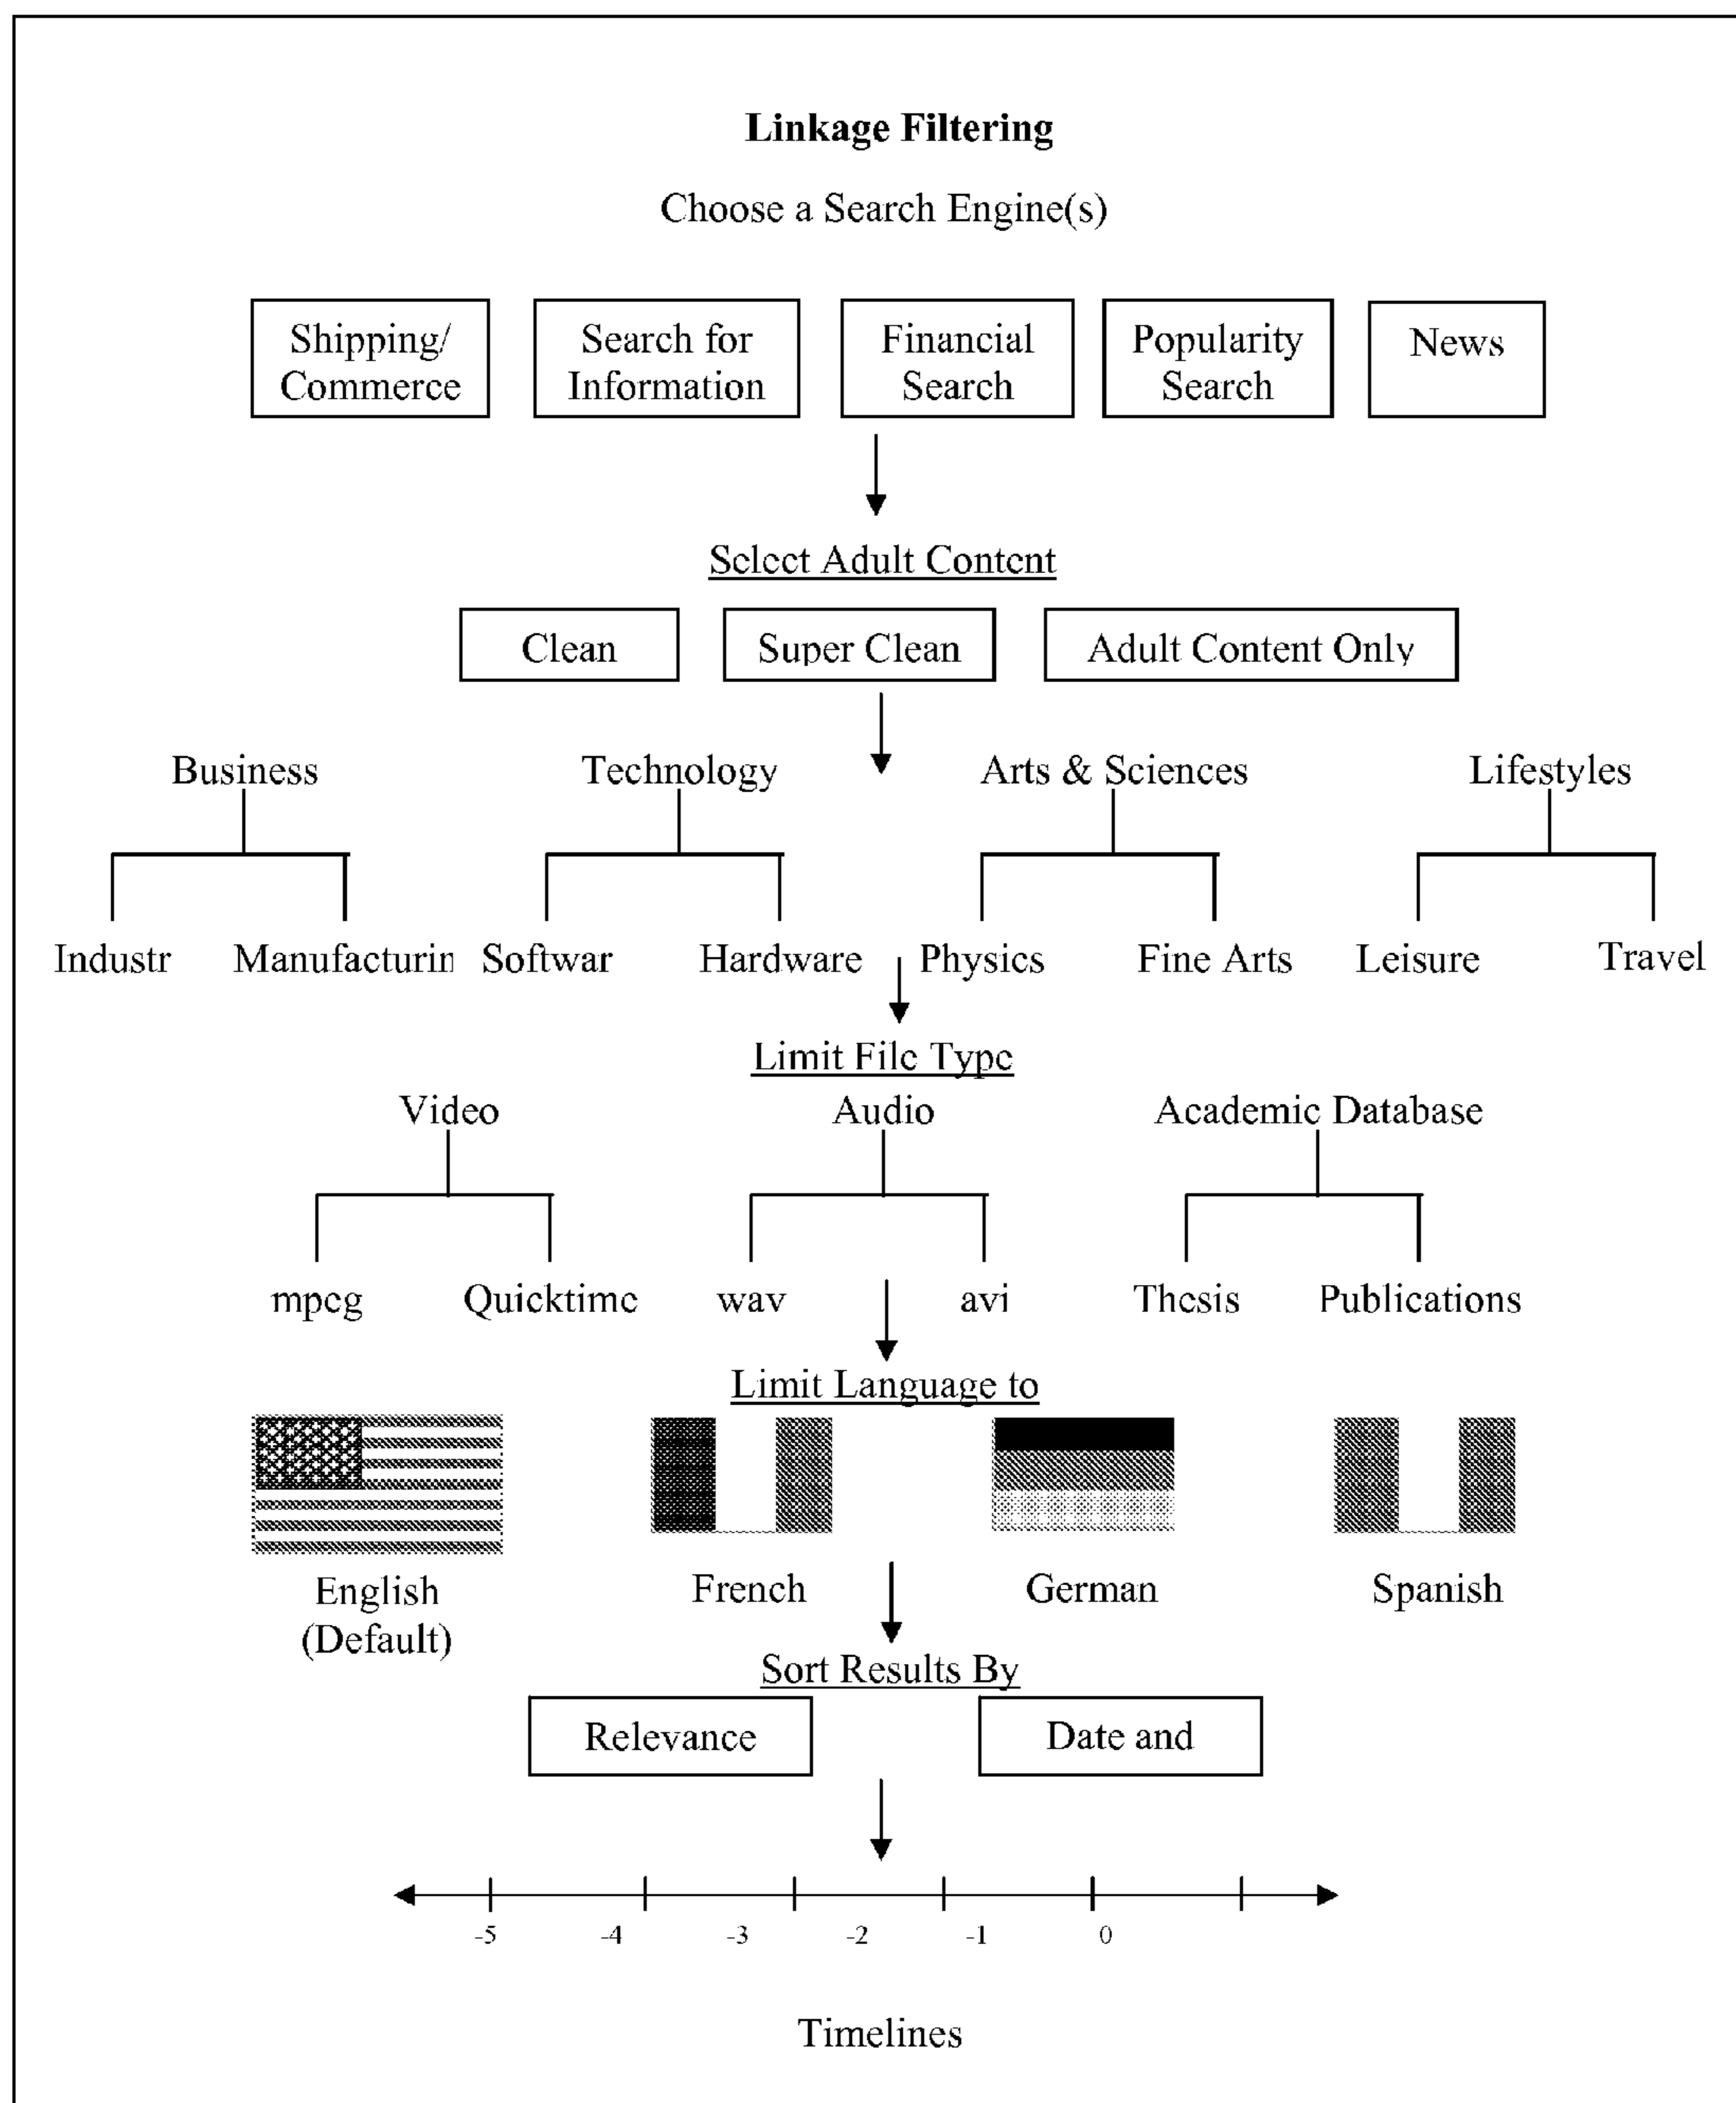 Linkage Filtering
Choose a Search Engine(s)
Shipping/
Commerce
Search for
Information
Financial
Search
Popularity
Search
News
Select Adult Content
Clean
Super Clean
Adult Content Only
Business
Technology
Arts & Sciences
Lifestyles
Industr
Manufacturin
Softwar
Hardware
Physics
Fine Arts
Leisure
Travel
Limit File Type
Video
Audio
Academic Database
mpeg
Quicktime
wav
avi
Thesis
Publications
Limit Language to
English
(Default)
French
German
Spanish
Sort Results By
Relevance
Date and
-5 -4 -3 -2 -1 0
Timelines